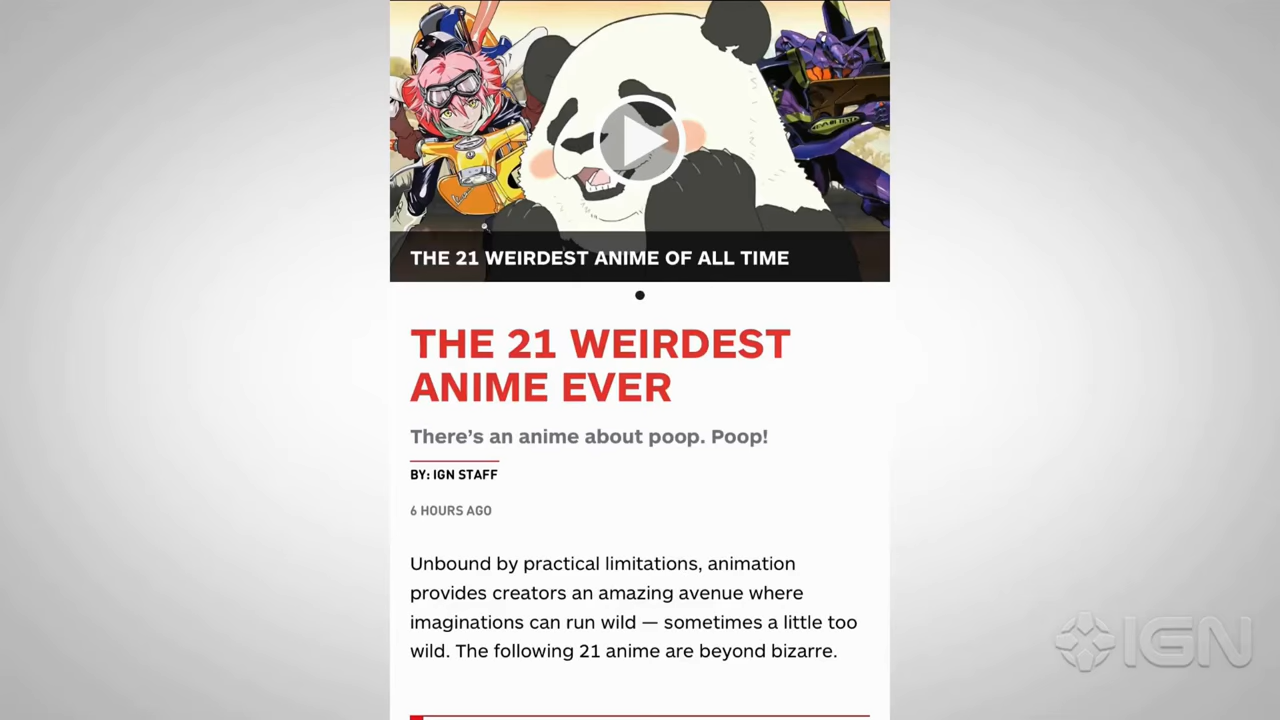 THE 21 WEIRDEST ANIME OF ALL TIME
THE 21 WEIRDEST
ANIME EVER
There's an anime about poop. Poop!
BY: IGN STAFF
6 HOURS AGO
Unbound by practical limitations, animation
provides creators an amazing avenue where
imaginations can run wild — sometimes a little too
wild. The following 21 anime are beyond bizarre.
IGN